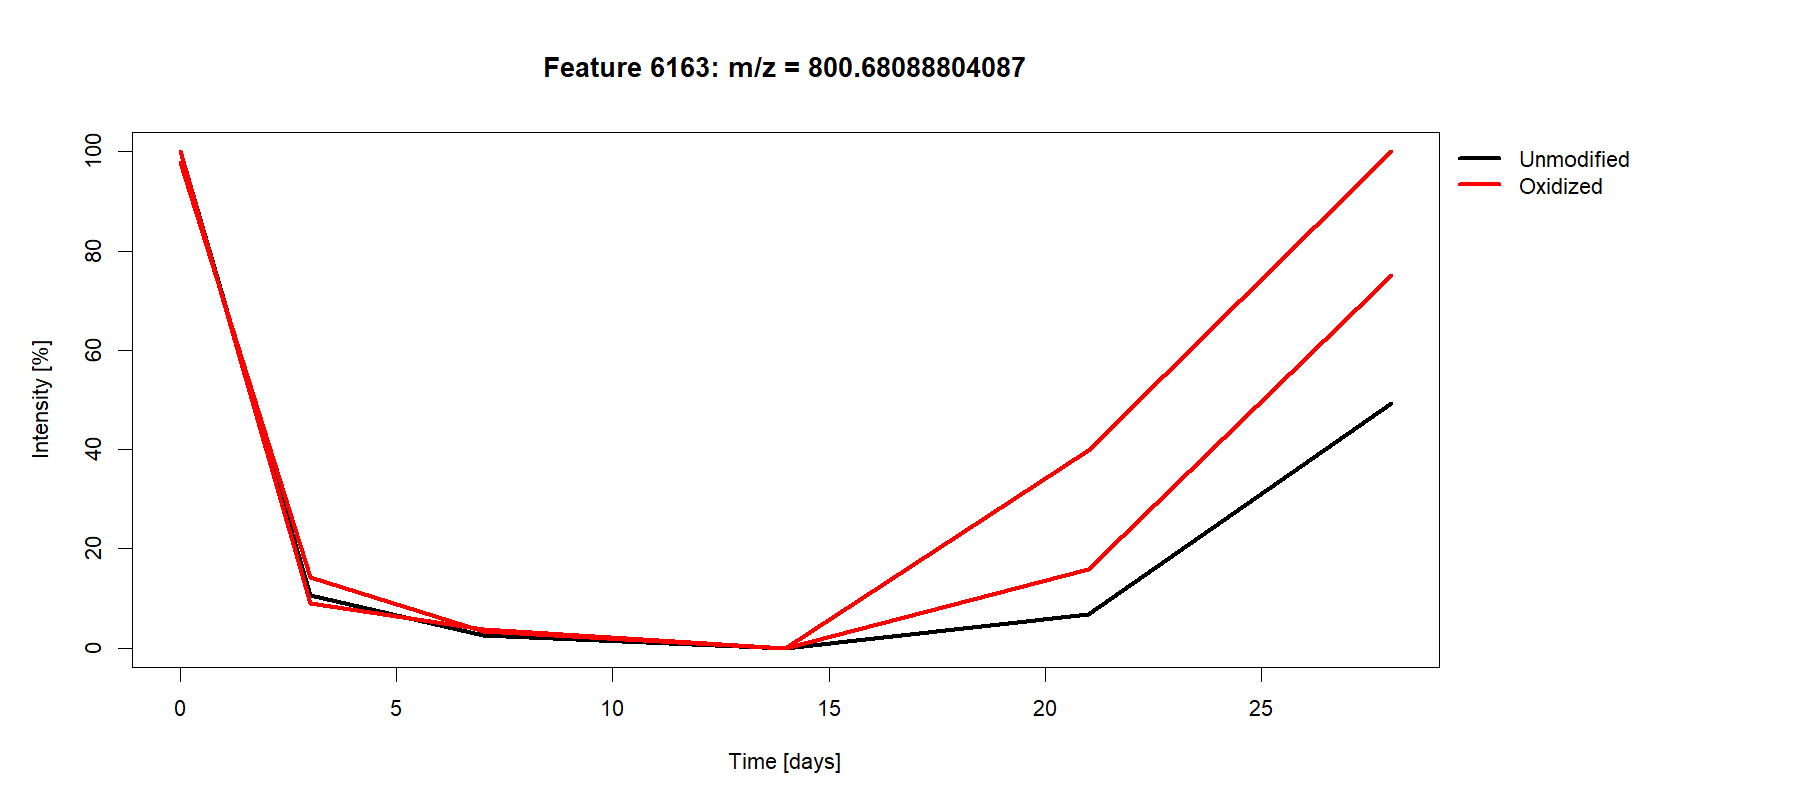 Feature 6163: m/z = 800.68088804087
Unmodified
Oxidized
Intensity [%]
100
80
60
40
20
0
0 5 10 15 20 25
Time [days]